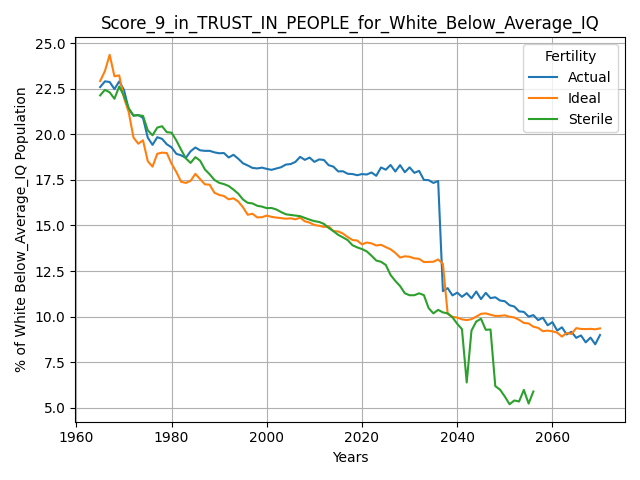 Score_9_in_TRUST_IN_PEOPLE_for_White_Below_Average_IQ
Fertility
Actual
Ideal
Sterile
% of White Below_Average_IQ Population
25.0
22.5
20.0
17.5
15.0
12.5
10.0
7.5
5.0
1960
1980
2000
2020
2040
2060
Years